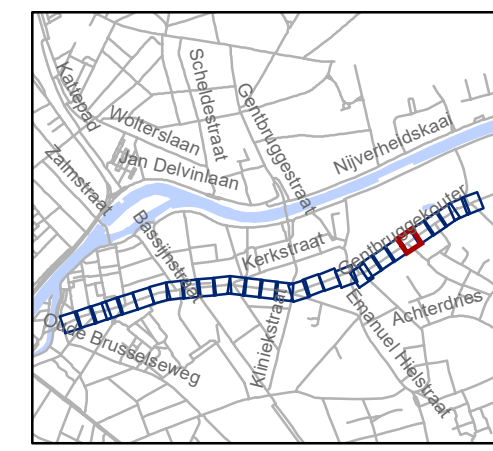 Kattepad
Scheldestraat
Gentbruggestraat
Wolterslaan
Nijverheidskaai
Jan Delvinlaan
Zalmstraat
Bassijnstraat
Gentbruggekouter
Kerkstraat
Achterdries
Oude Brusselseweg
Kliniekstraat
Emanuel Hielstraat